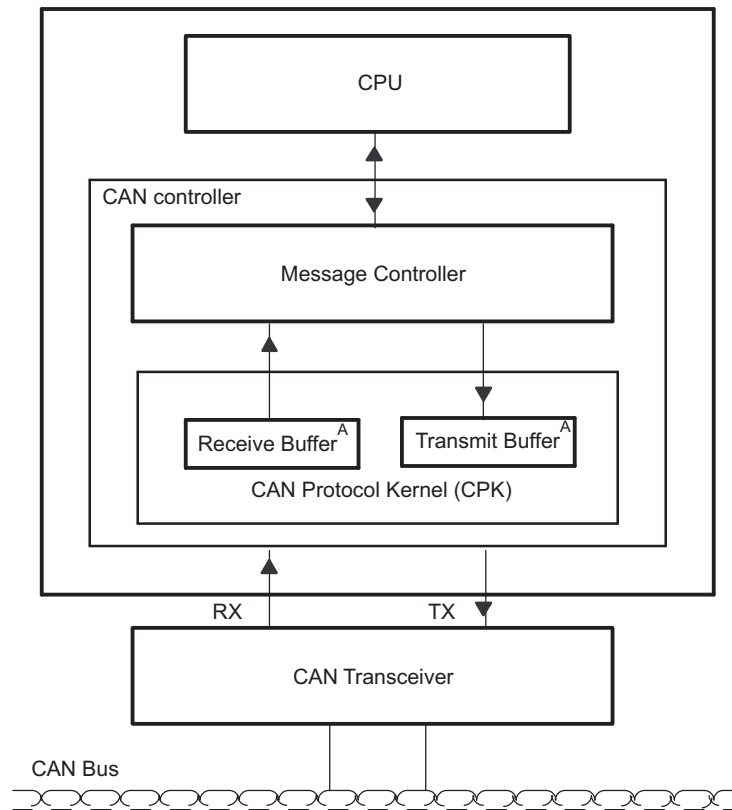 CPU
CAN controller
Message Controller
Receive Buffer A
Transmit Buffer A
CAN Protocol Kernel (CPK)
RX
TX
CAN Transceiver
CAN Bus